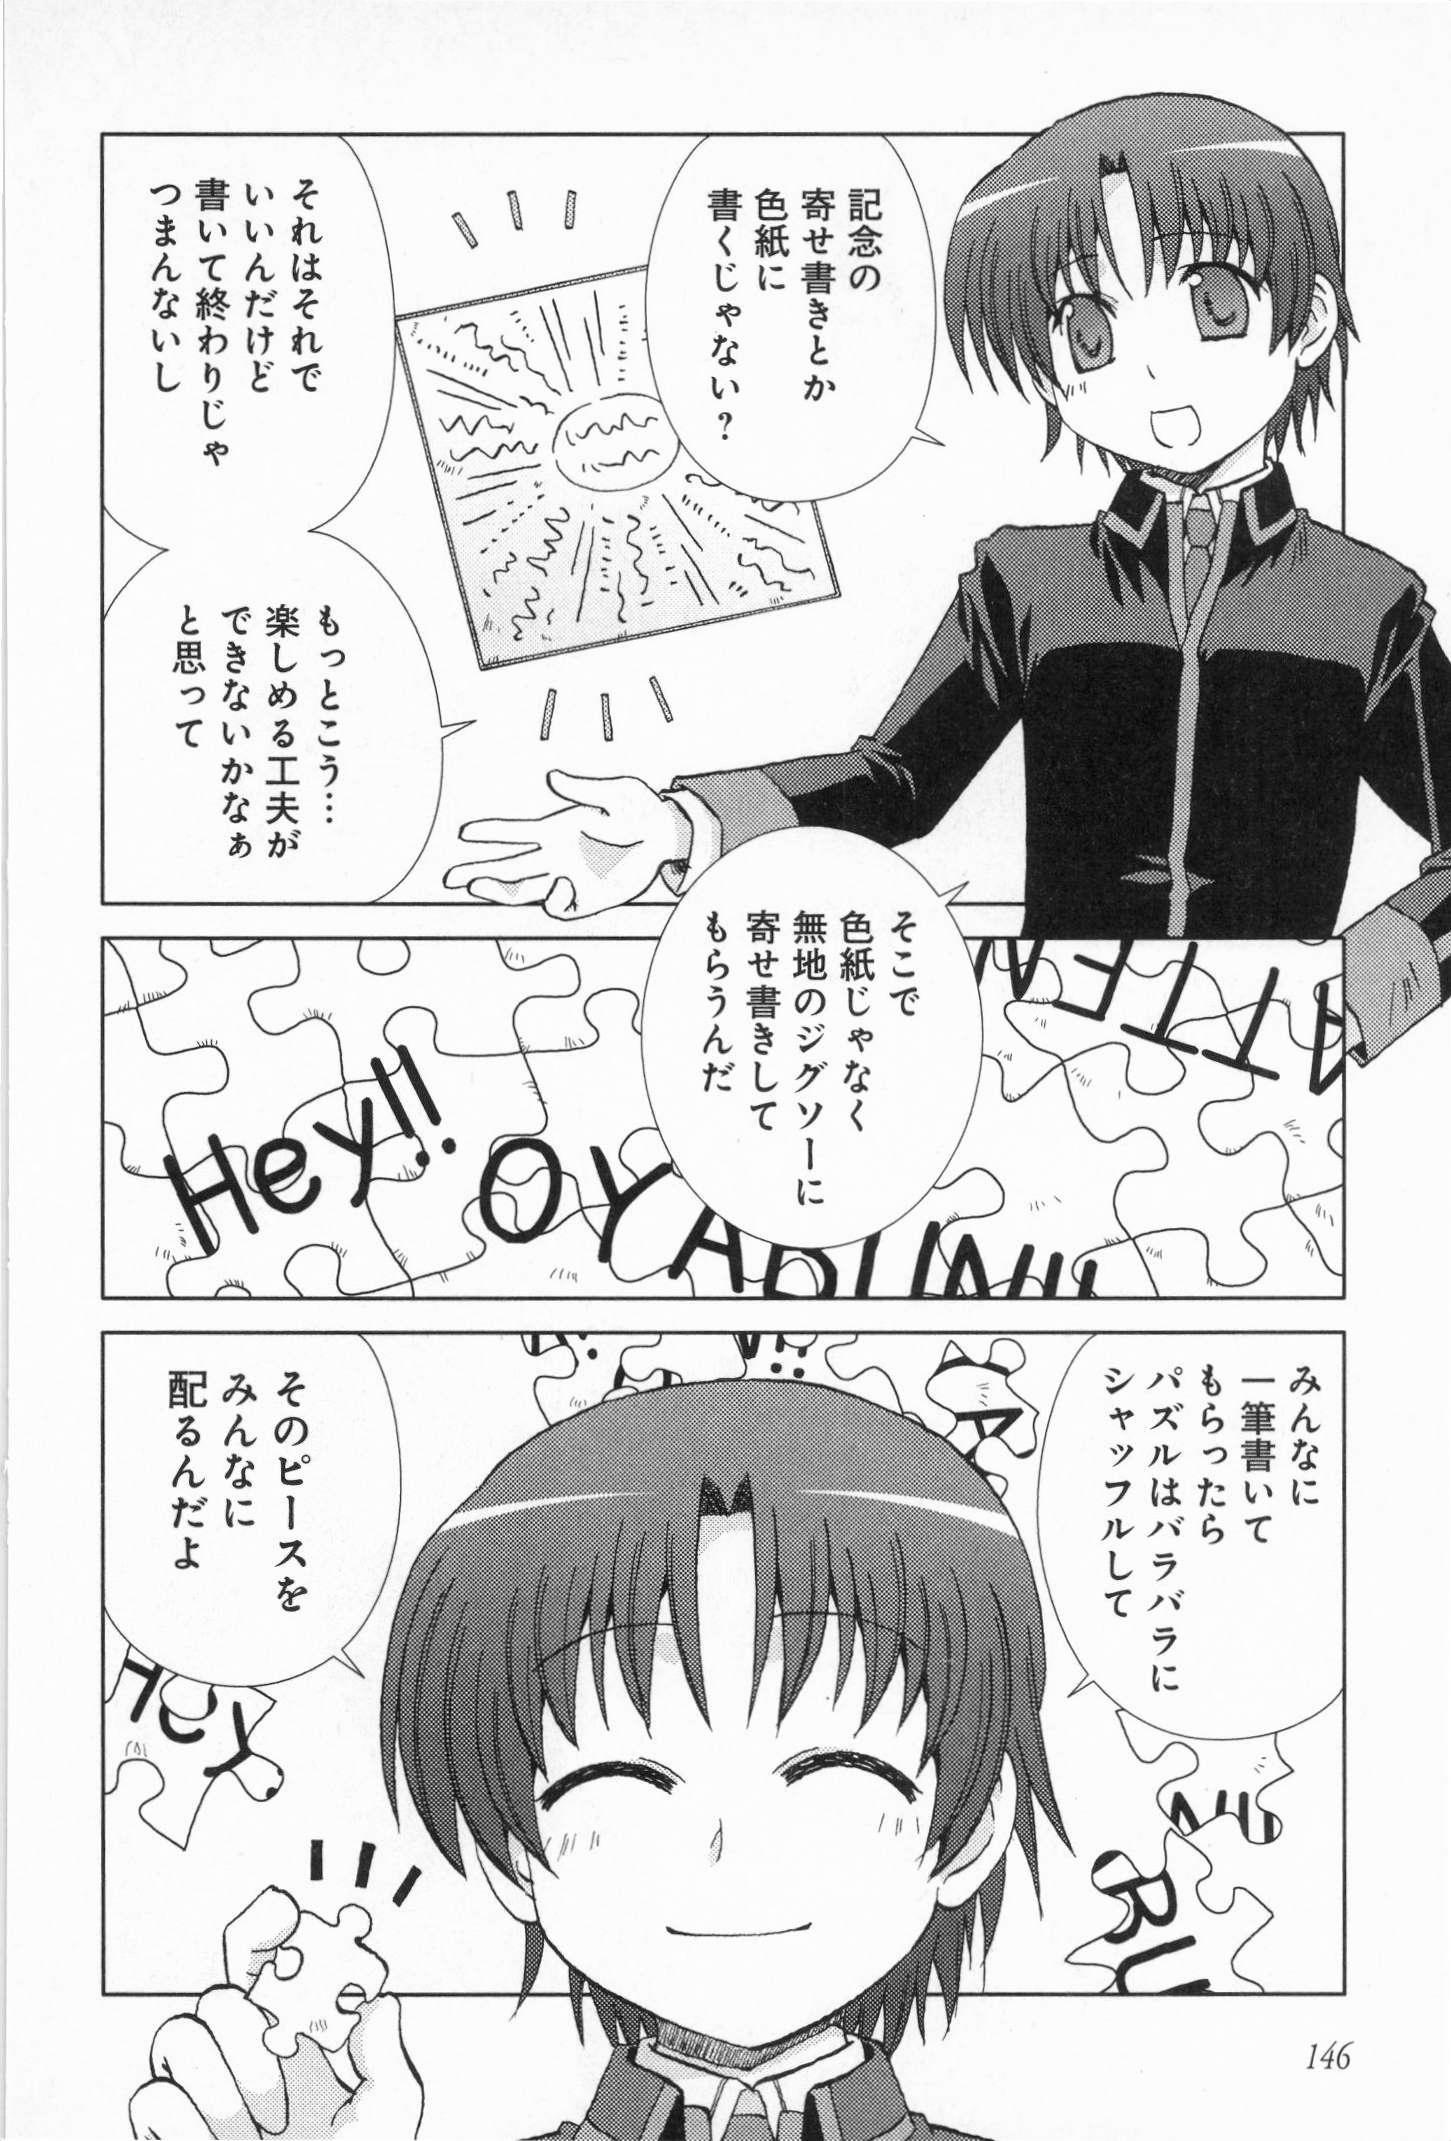 記念の
寄せ書きとか
色紙に
書くじゃない？
それはそれで
いいんだけど
書いて終わりじゃ
つまんないし
もっとこう…
楽しめる工夫が
できないかなぁ
と思って
そこで
色紙じゃなく
無地のジグソーに
寄せ書きして
もらうんだ
ATTEN
Hey!!
OYABUN!!
みんなに
一筆書いて
もらったら
パズルはバラバラに
シャッフルして
そのピースを
みんなに
配るんだよ
Hey
RU
146